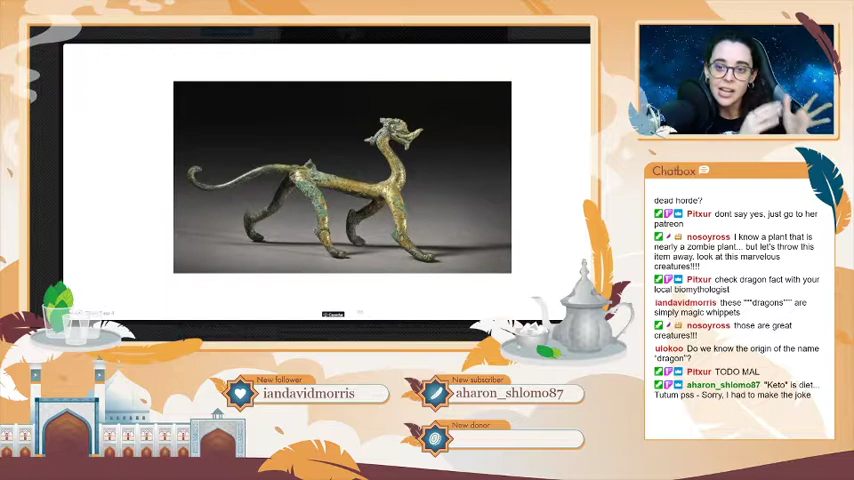 Chatbox
dead horde?
Pitxur dont say yes, just go to her
patreon
nosoyross I know a plant that is
nearly a zombie plant... but let's throw this
item away. look at this marvelous
creatures!!!!
Pitxur check dragon fact with your
local biomythologist
iandavidmorris these """dragons"""" are
simply magic whippets
nosoyross those are great
creatures!!!
ulokoo Do we know the origin of the name
"dragon"?
Pitxur TODO MAL
aharon_shlomo87 "Keto" is diet...
Tutum pss - Sorry, I had to make the joke
New follower
iandavidmorris
New subscriber
aharon_shlomo87
New donor